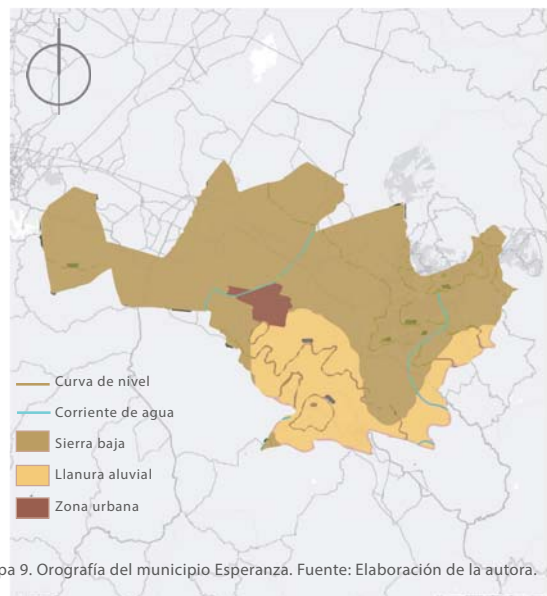 Curva de nivel
Corriente de agua
Sierra baja
Llanura aluvial
Zona urbana
pa 9. Orografía del municipio Esperanza. Fuente: Elaboración de la autora.